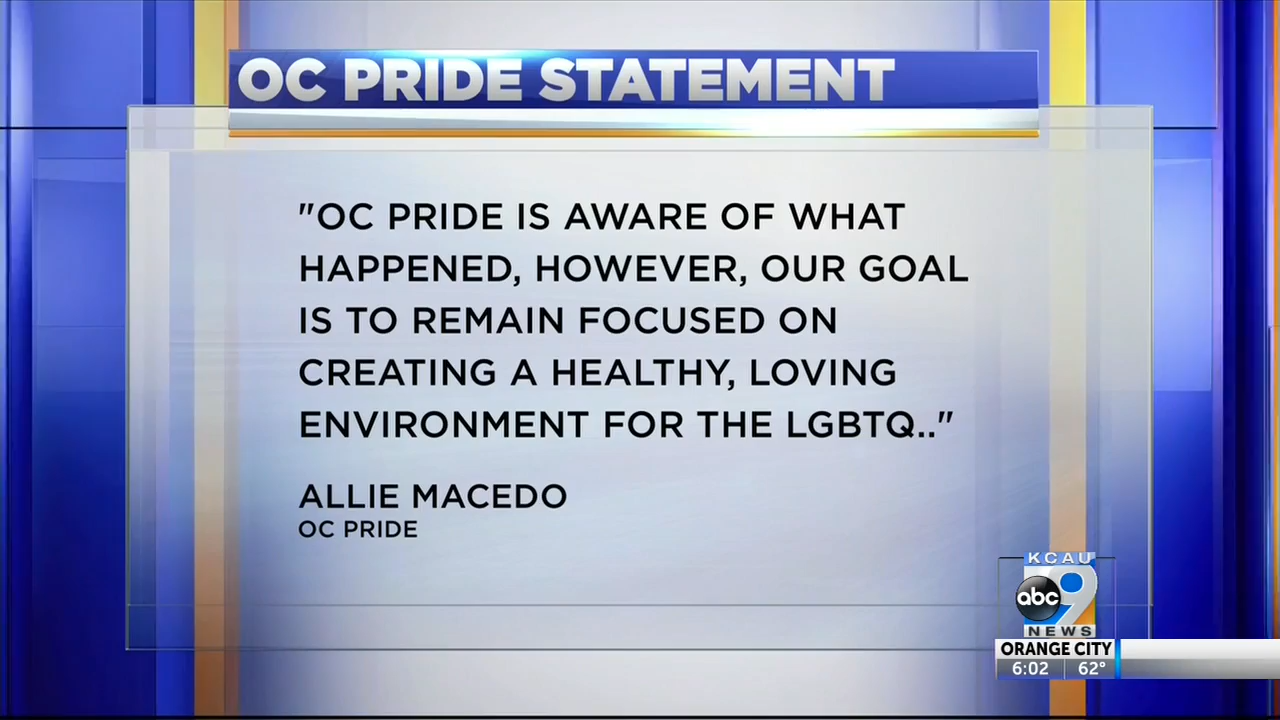 OC PRIDE STATEMENT
"OC PRIDE IS AWARE OF WHAT
HAPPENED, HOWEVER, OUR GOAL
IS TO REMAIN FOCUSED ON
CREATING A HEALTHY, LOVING
ENVIRONMENT FOR THE LGBTQ.."
ALLIE MACEDO
OC PRIDE
KCAU
abc 9
NEWS
ORANGE CITY
6:02 62°